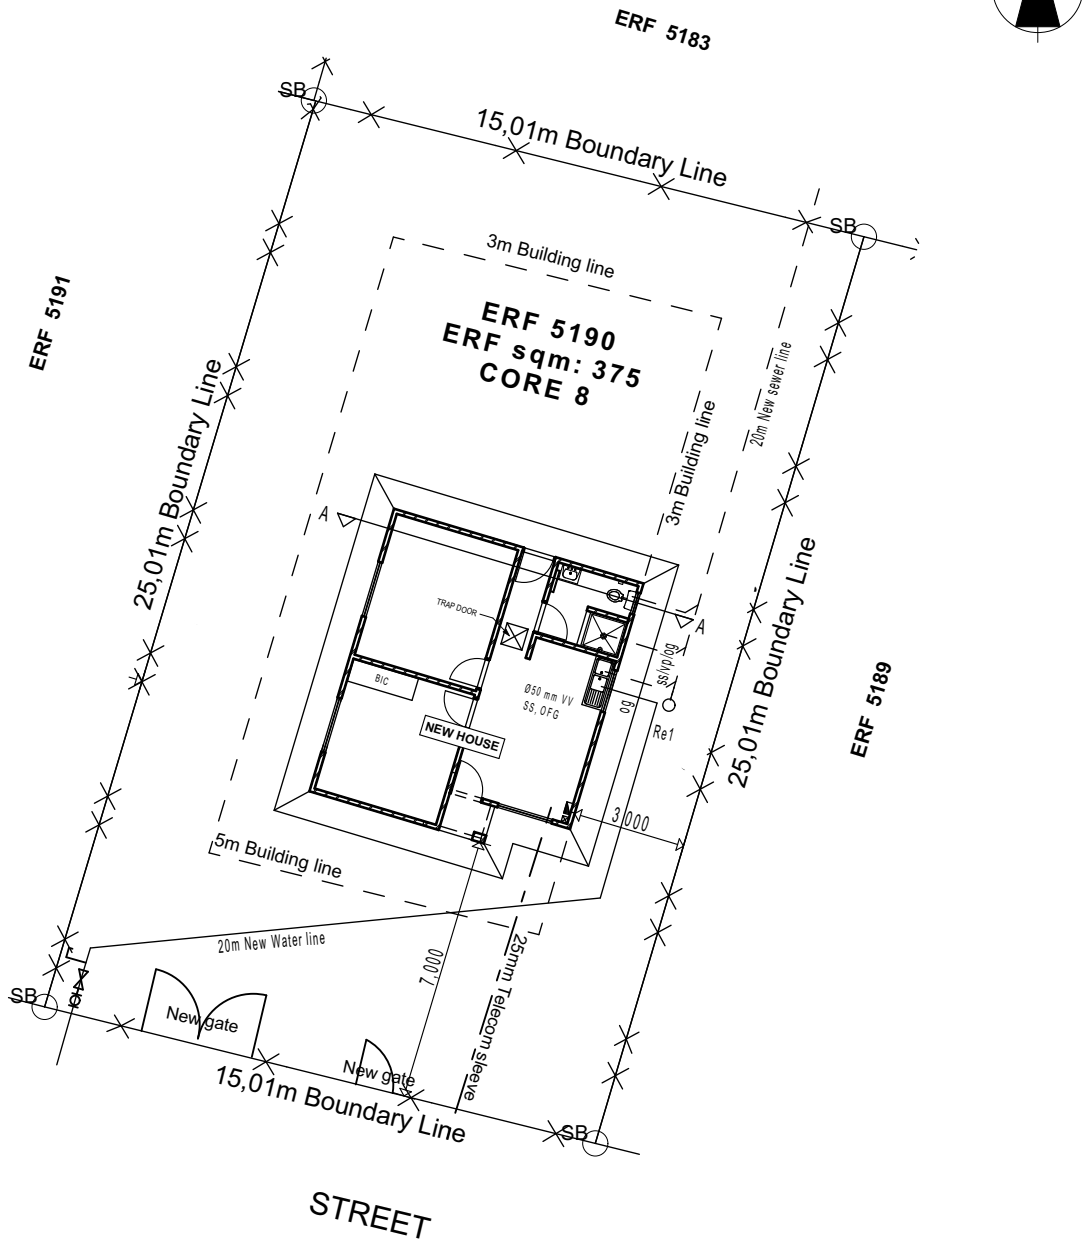 ERF 5183
SB
15,01m Boundary Line
SB
3m Building line
ERF 5191
ERF 5190
ERF sqm: 375
CORE 8
20m New sewer line
25,01m Boundary Line
3m Building line
A
TRAP DOOR
A
25,01m Boundary Line
ss/vp/og
BIC
Ø50 mm VV
SS, OFG
og
ERF 5189
NEW HOUSE
Re1
3,000
5m Building line
20m New Water line
7,000
25mm Telecom sleeve
SB
New gate
New gate
15,01m Boundary Line
SB
STREET